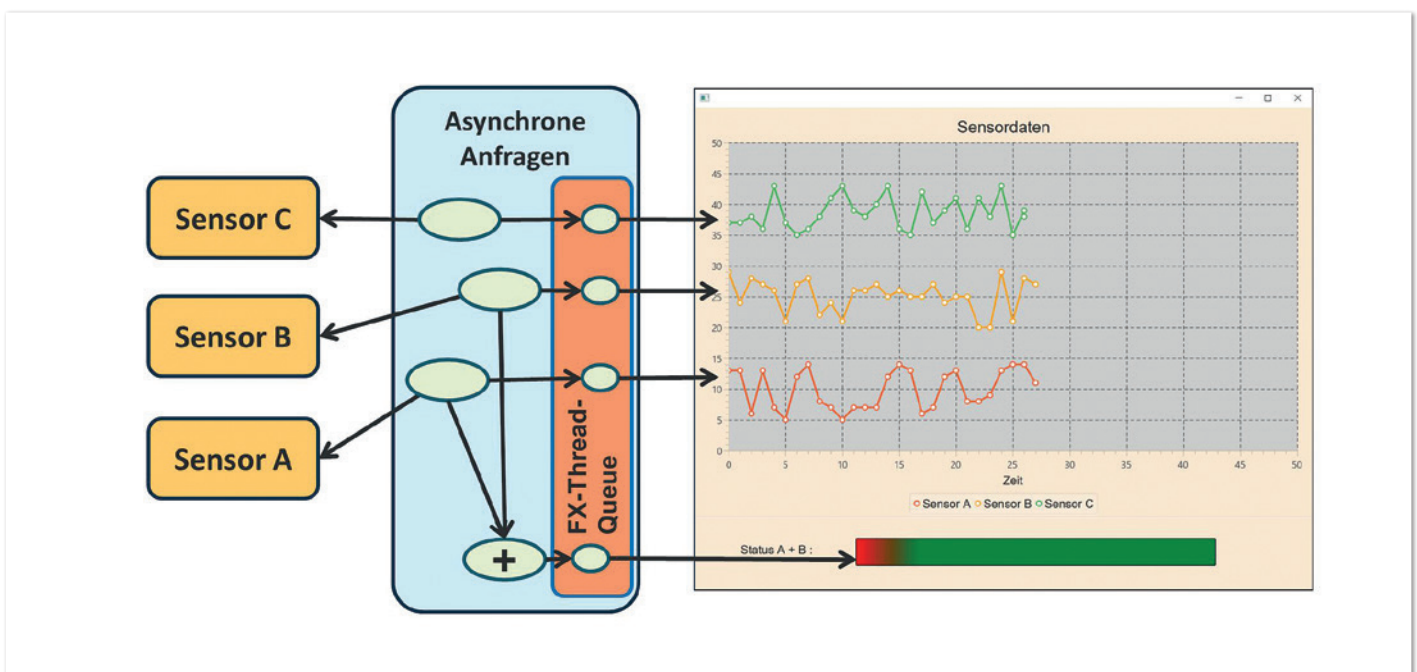 Asynchrone
Anfragen
Sensor C
Sensor B
Sensor A
+
FX-Thread-
Queue
Sensordaten
50
45
40
35
30
25
20
15
10
5
0
0 5 10 15 20 25 30 35 40 45 50
Zeit
Sensor A Sensor B Sensor C
Status A + B :